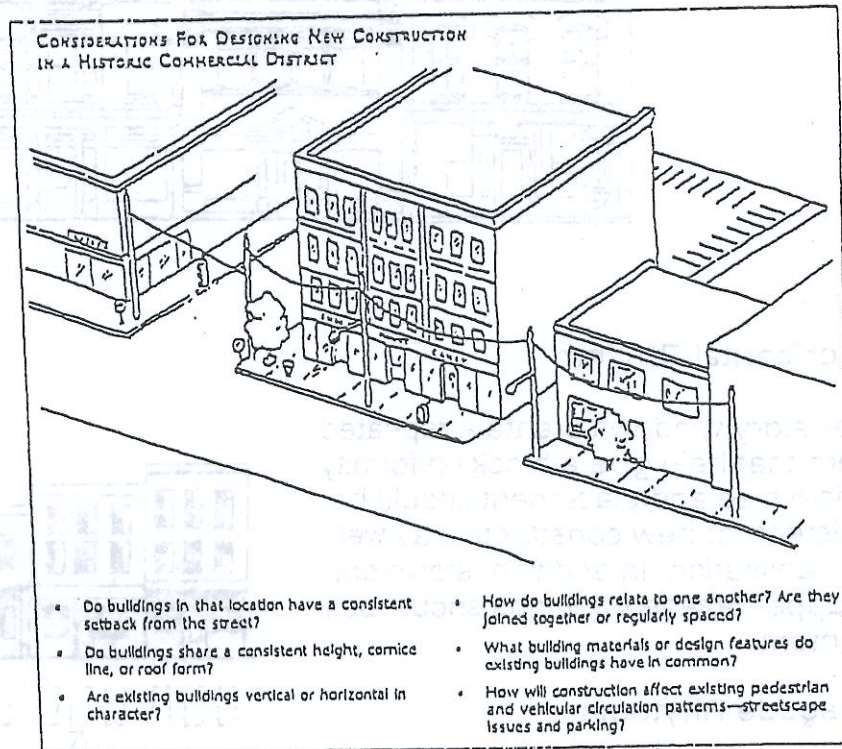 CONSIDERATIONS FOR DESIGNING NEW CONSTRUCTION
IN A HISTORIC COMMERCIAL DISTRICT
CANDY
• Do buildings in that location have a consistent
setback from the street?
• Do buildings share a consistent height, cornice
line, or roof form?
• Are existing buildings vertical or horizontal in
character?
• How do buildings relate to one another? Are they
joined together or regularly spaced?
• What building materials or design features do
existing buildings have in common?
• How will construction affect existing pedestrian
and vehicular circulation patterns—streetscape
issues and parking?